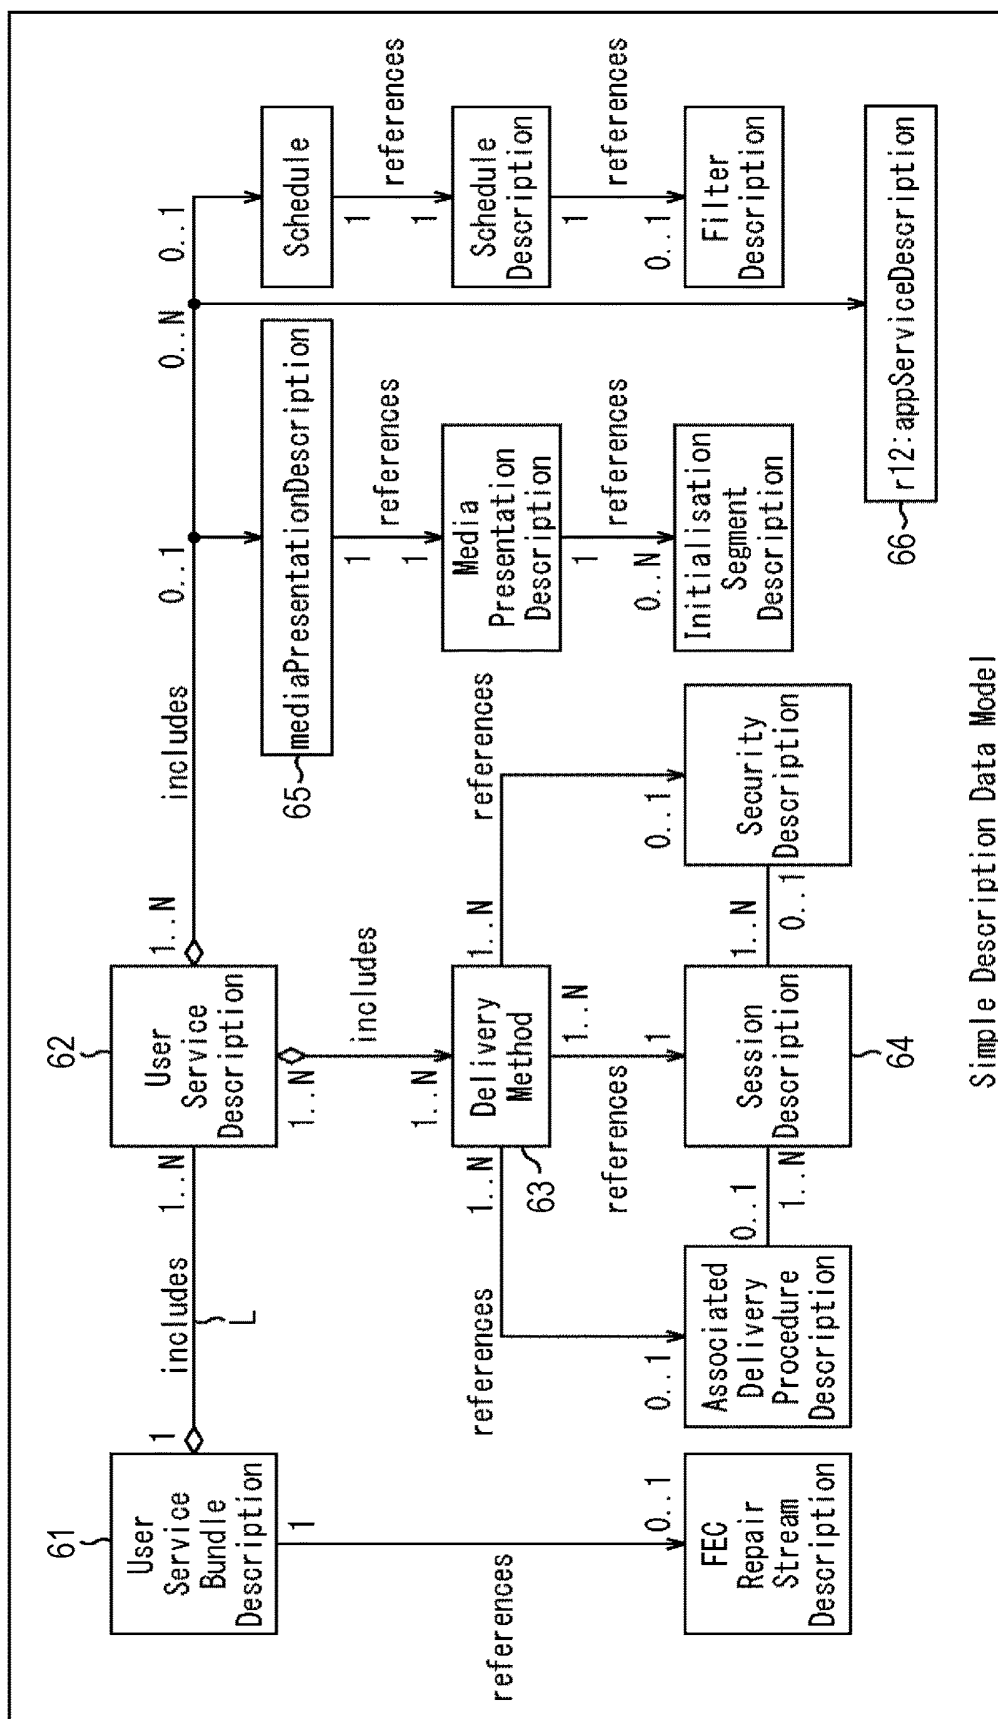 61
User
Service
Bundle
Description
1
includes
L
1..N
62
User
Service
Description
1..N
includes
0..1
0..N
0..1
1..N
includes
1..N
65
mediaPresentationDescription
Schedule
1
references
1
1
references
1
Delivery
Method
63
Media
Presentation
Description
Schedule
Description
1..N
references
0..1
1..N
references
1
1..N
references
0..1
1
references
0..N
1
references
0..1
1
references
0..1
FEC
Repair
Stream
Description
Associated
Delivery
Procedure
Description
0..1
1..N
Session
Description
64
1..N
0..1
Security
Description
Initialisation
Segment
Description
Filter
Description
66
r12:appServiceDescription
Simple Description Data Model